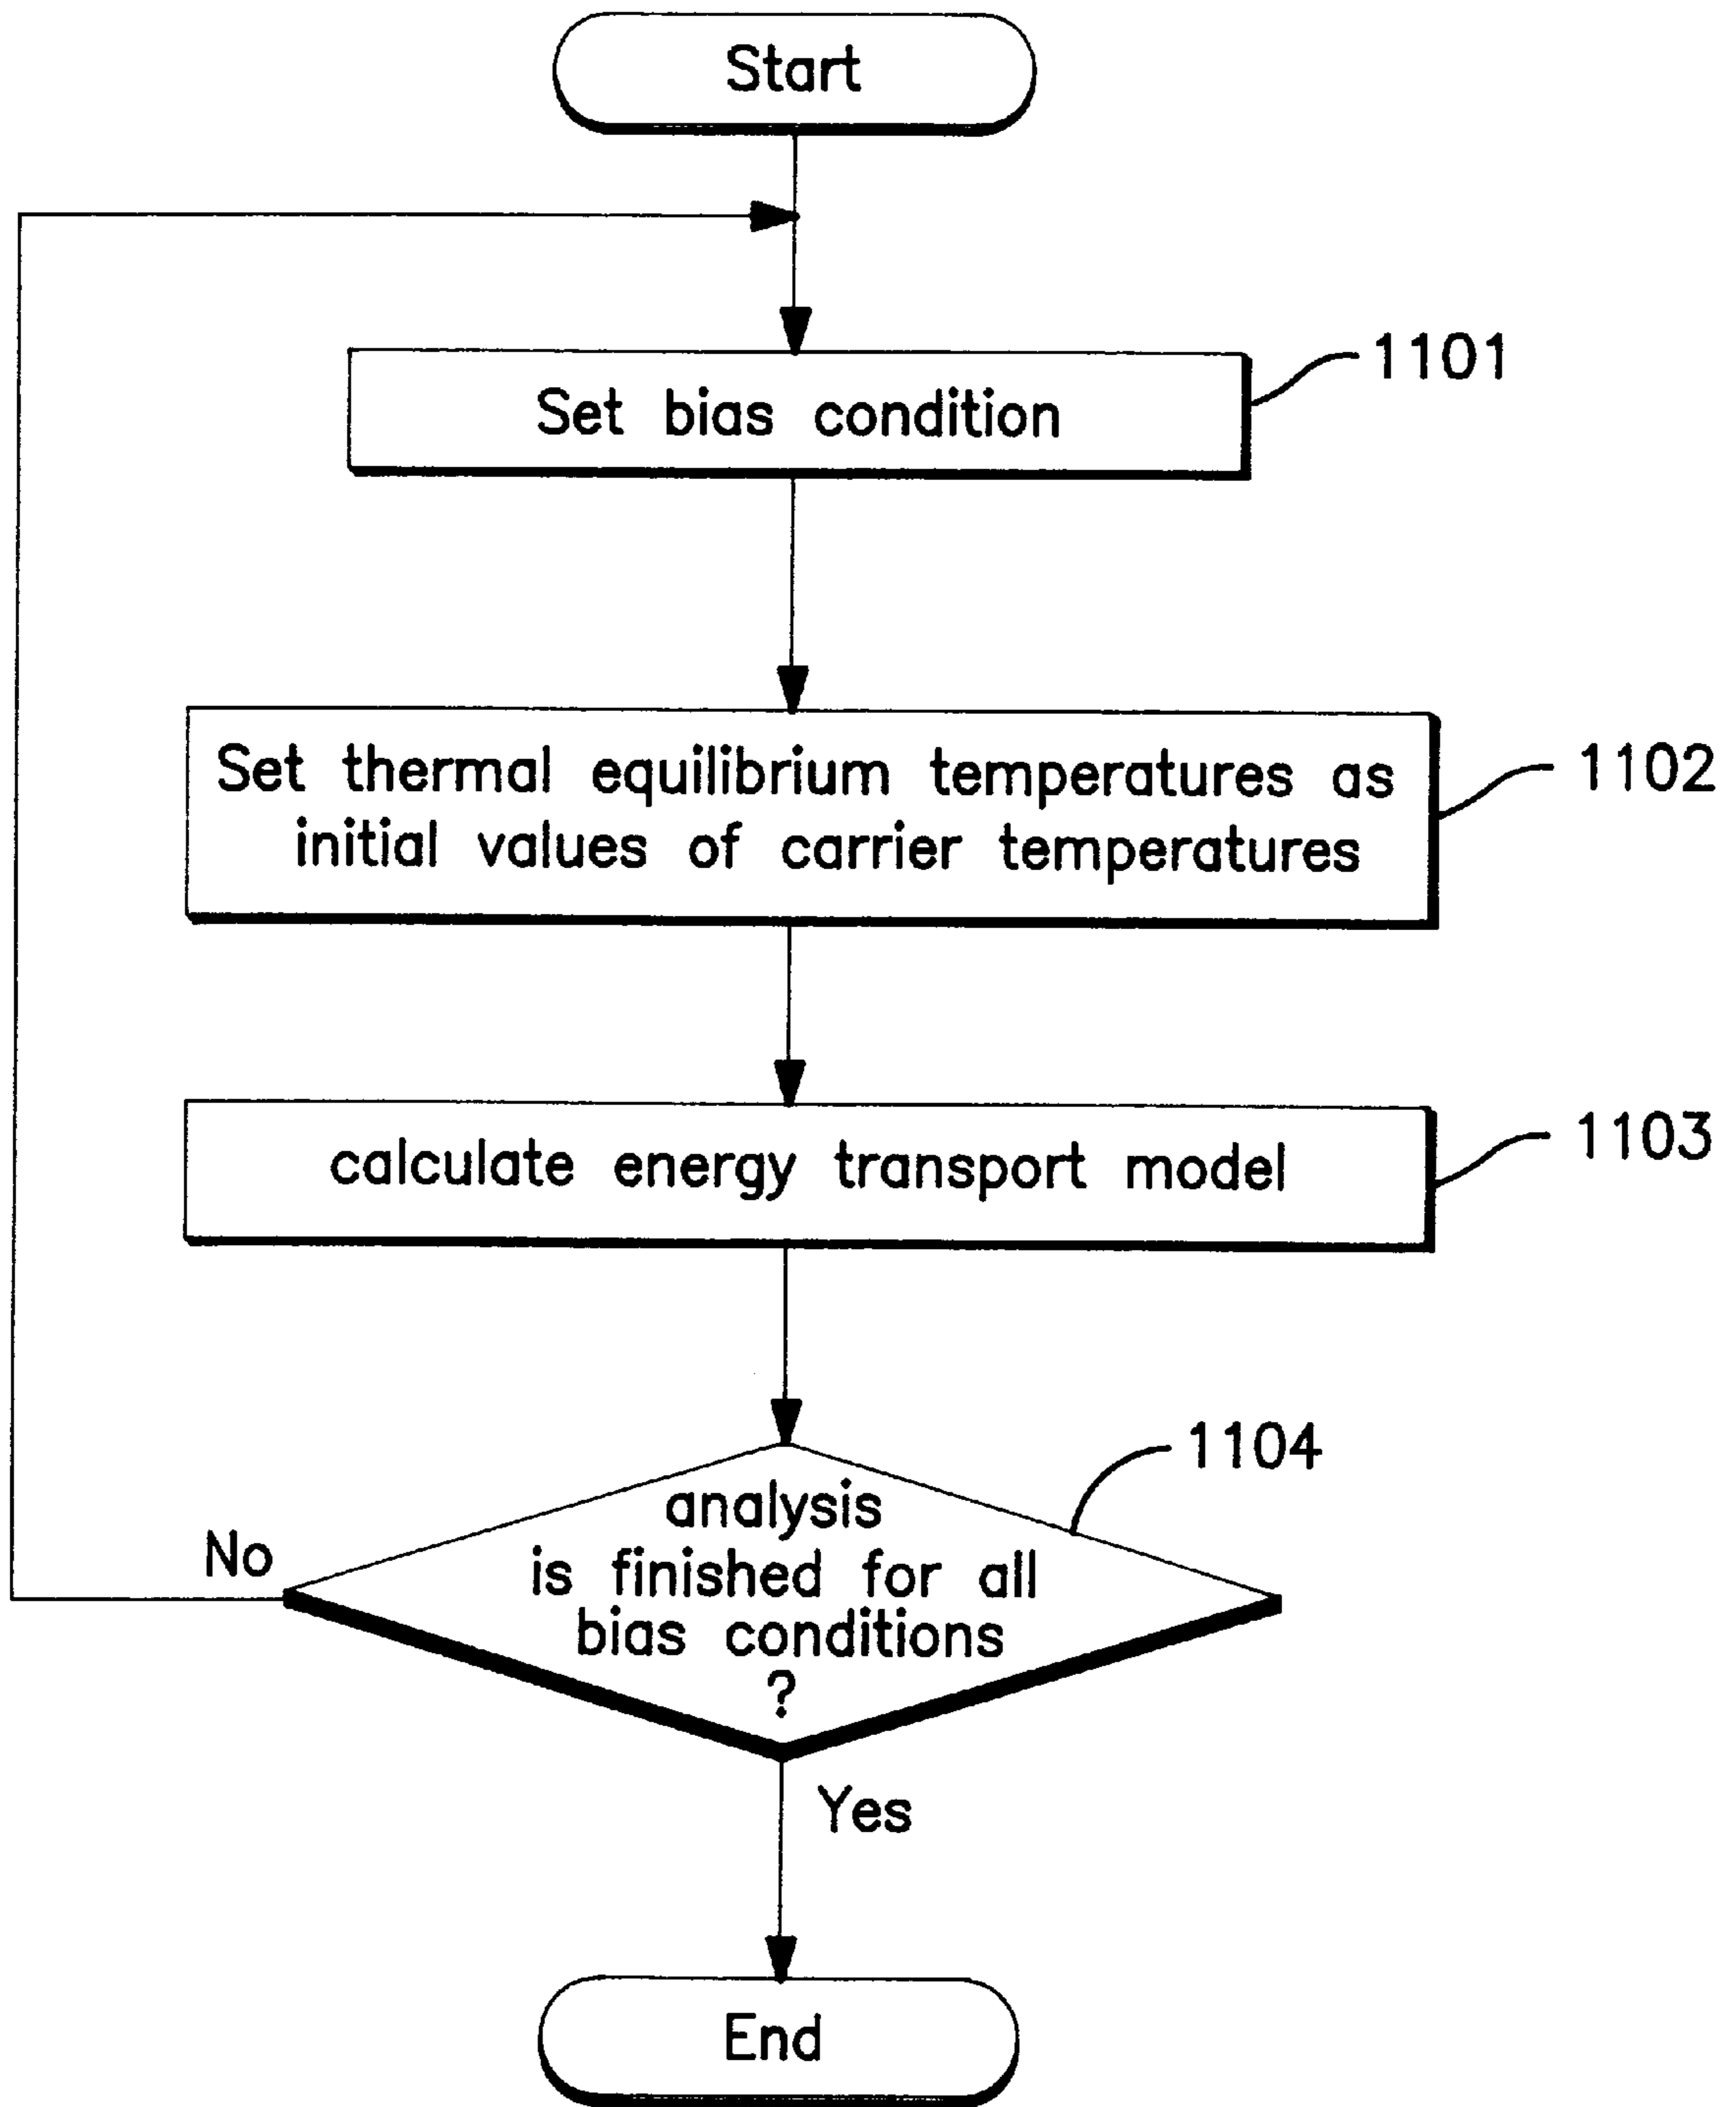 Start
Set bias condition
1101
Set thermal equilibrium temperatures as
initial values of carrier temperatures
1102
calculate energy transport model
1103
analysis
is finished for all
bias conditions
?
1104
No
Yes
End